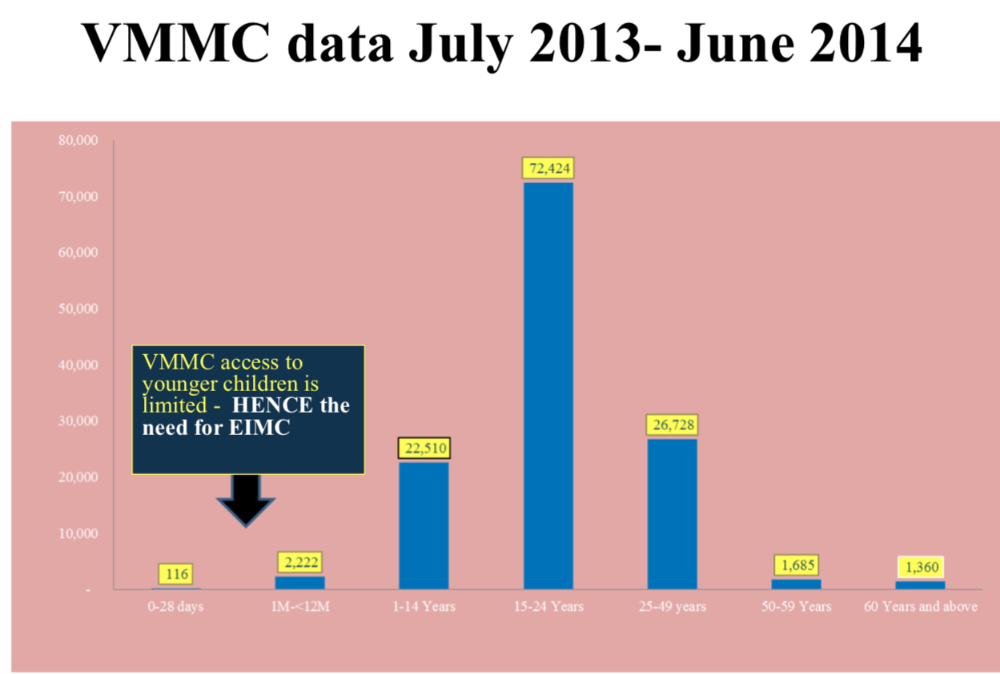 VMMC data July 2013- June 2014
80,000
70,000
60,000
50,000
40,000
30,000
20,000
10,000
-
VMMC access to
younger children is
limited - HENCE the
need for EIMC
116
2,222
22,510
72,424
26,728
1,685
1,360
0-28 days
1M-<12M
1-14 Years
15-24 Years
25-49 years
50-59 Years
60 Years and above